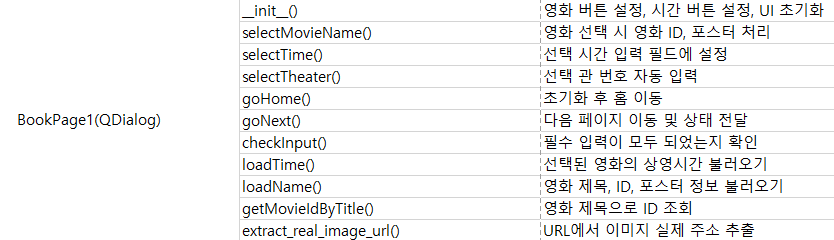 __init__() 영화 버튼 설정, 시간 버튼 설정, UI 초기화
selectMovieName() 영화 선택 시 영화 ID, 포스터 처리
selectTime() 선택 시간 입력 필드에 설정
selectTheater() 선택 관 번호 자동 입력
goHome() 초기화 후 홈 이동
BookPage1(QDialog) goNext() 다음 페이지 이동 및 상태 전달
checkInput() 필수 입력이 모두 되었는지 확인
loadTime() 선택된 영화의 상영시간 불러오기
loadName() 영화 제목, ID, 포스터 정보 불러오기
getMovieIdByTitle() 영화 제목으로 ID 조회
extract_real_image_url() URL에서 이미지 실제 주소 추출